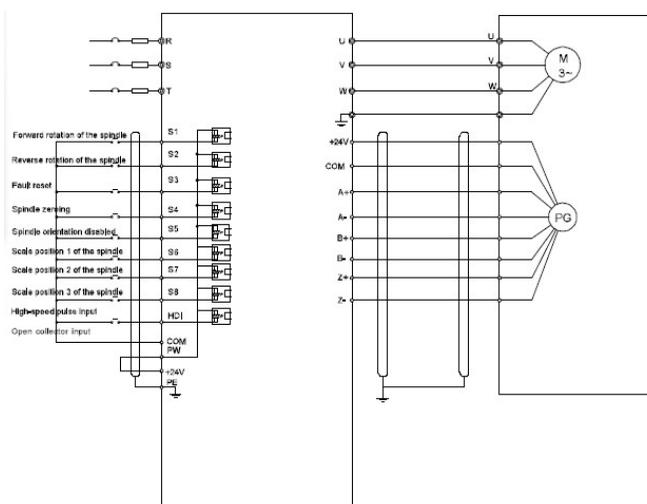 R U U
S V V
T W W
M
3~
Forward rotation of the spindle S1 +24V
Reverse rotation of the spindle S2 COM
Fault reset S3 A+
Spindle zeroing S4 A-
PG
Spindle orientation disabled S5 B+
Scale position 1 of the spindle S6 B-
Scale position 2 of the spindle S7 Z+
Scale position 3 of the spindle S8 Z-
High-speed pulse input HDI
Open collector input
COM
PW
+24V
PE